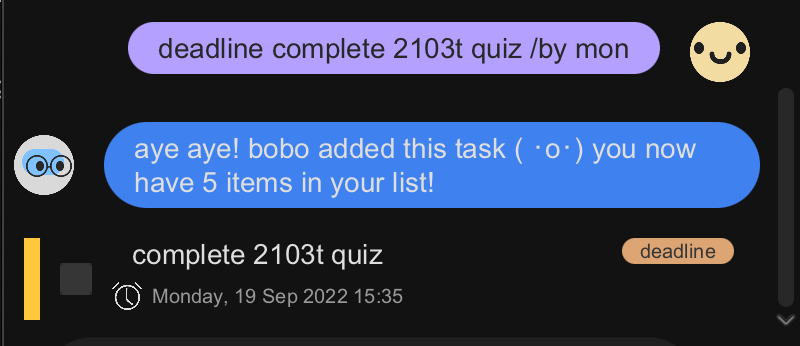 deadline complete 2103t quiz /by mon
aye aye! bobo added this task ( ･o･) you now
have 5 items in your list!
complete 2103t quiz
deadline
Monday, 19 Sep 2022 15:35